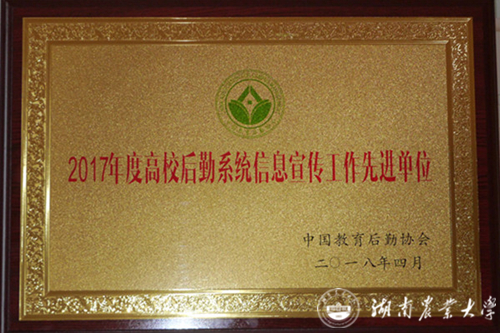 2017年度高校后勤系统信息宣传工作先进单位
中国教育后勤协会
二〇一八年四月
湖南农业大学